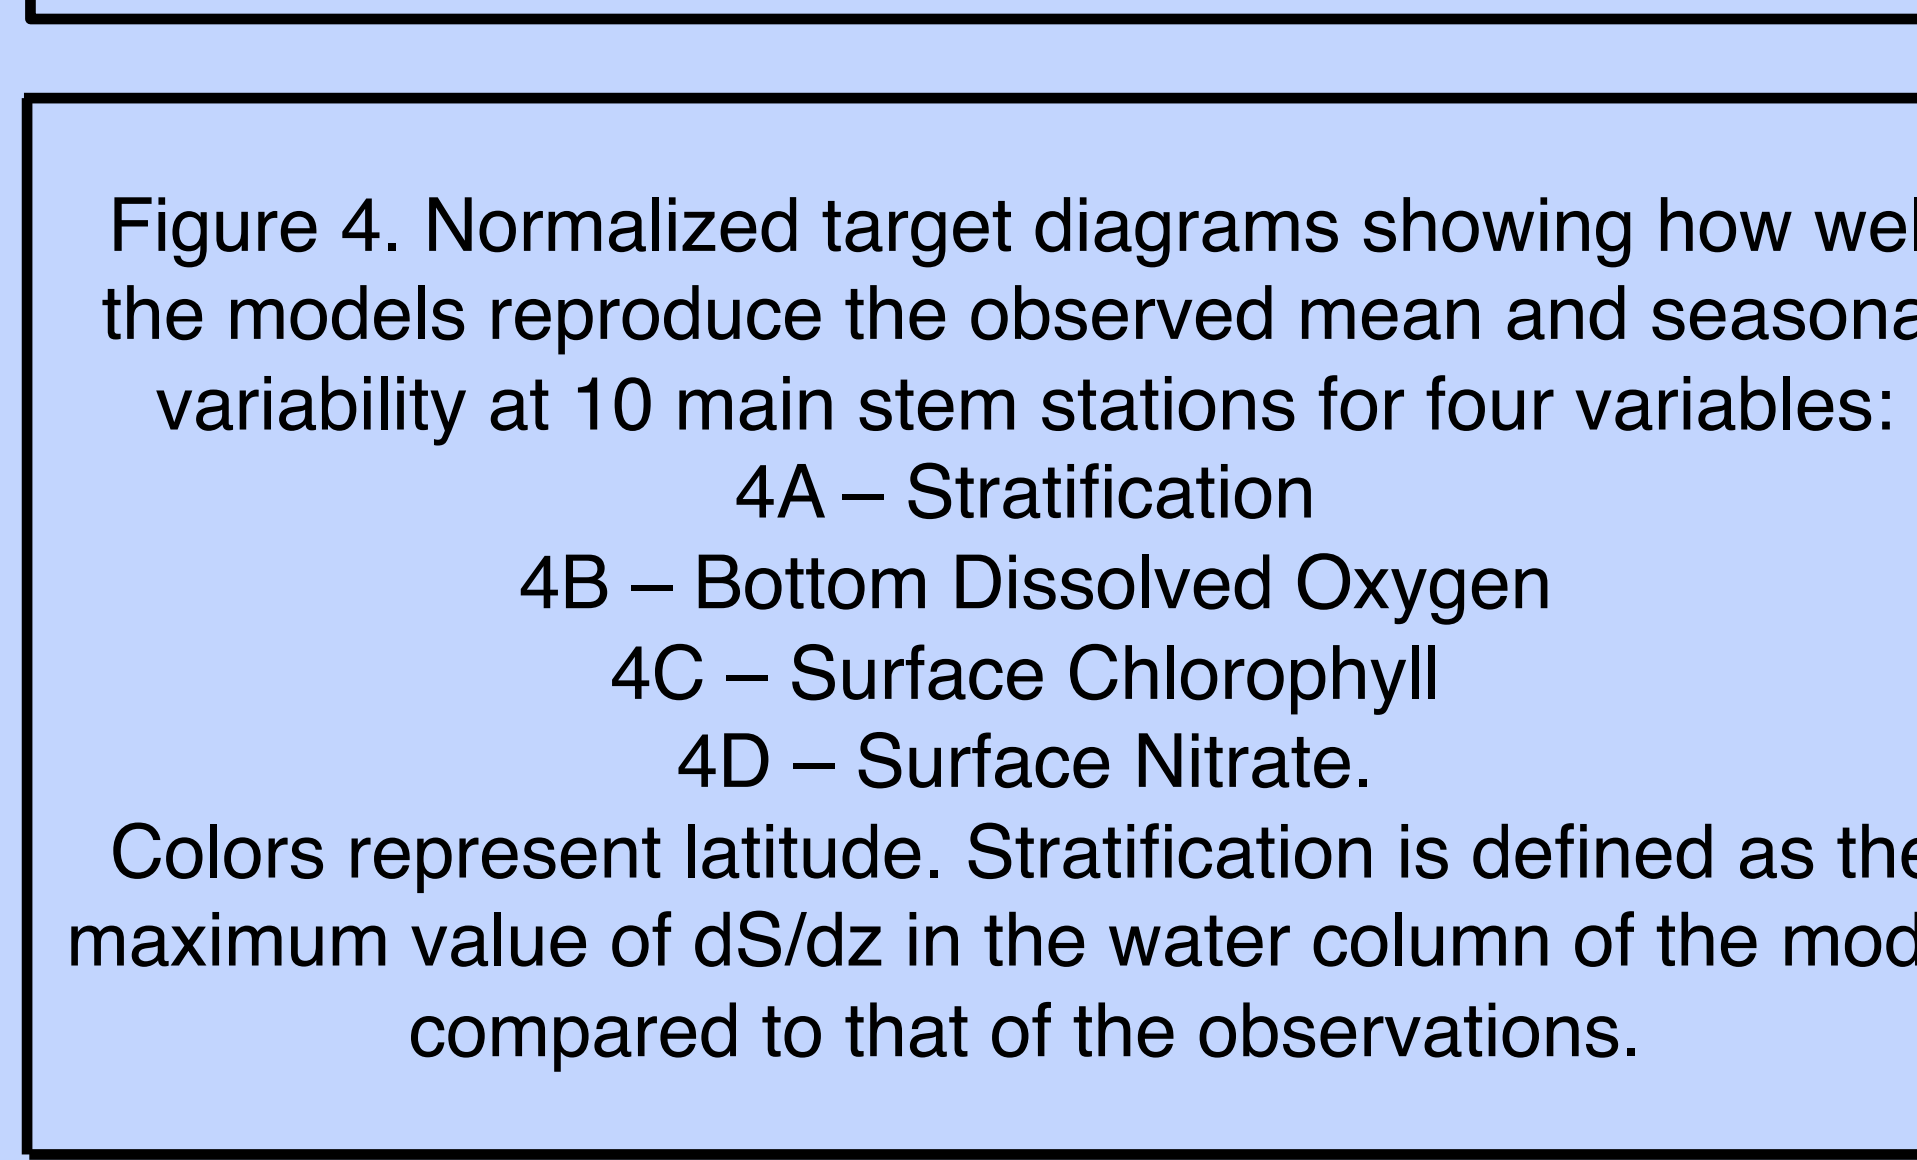 Figure 4. Normalized target diagrams showing how wel
the models reproduce the observed mean and seasona
variability at 10 main stem stations for four variables:
4A – Stratification
4B – Bottom Dissolved Oxygen
4C – Surface Chlorophyll
4D – Surface Nitrate.
Colors represent latitude. Stratification is defined as the
maximum value of dS/dz in the water column of the mod
compared to that of the observations.